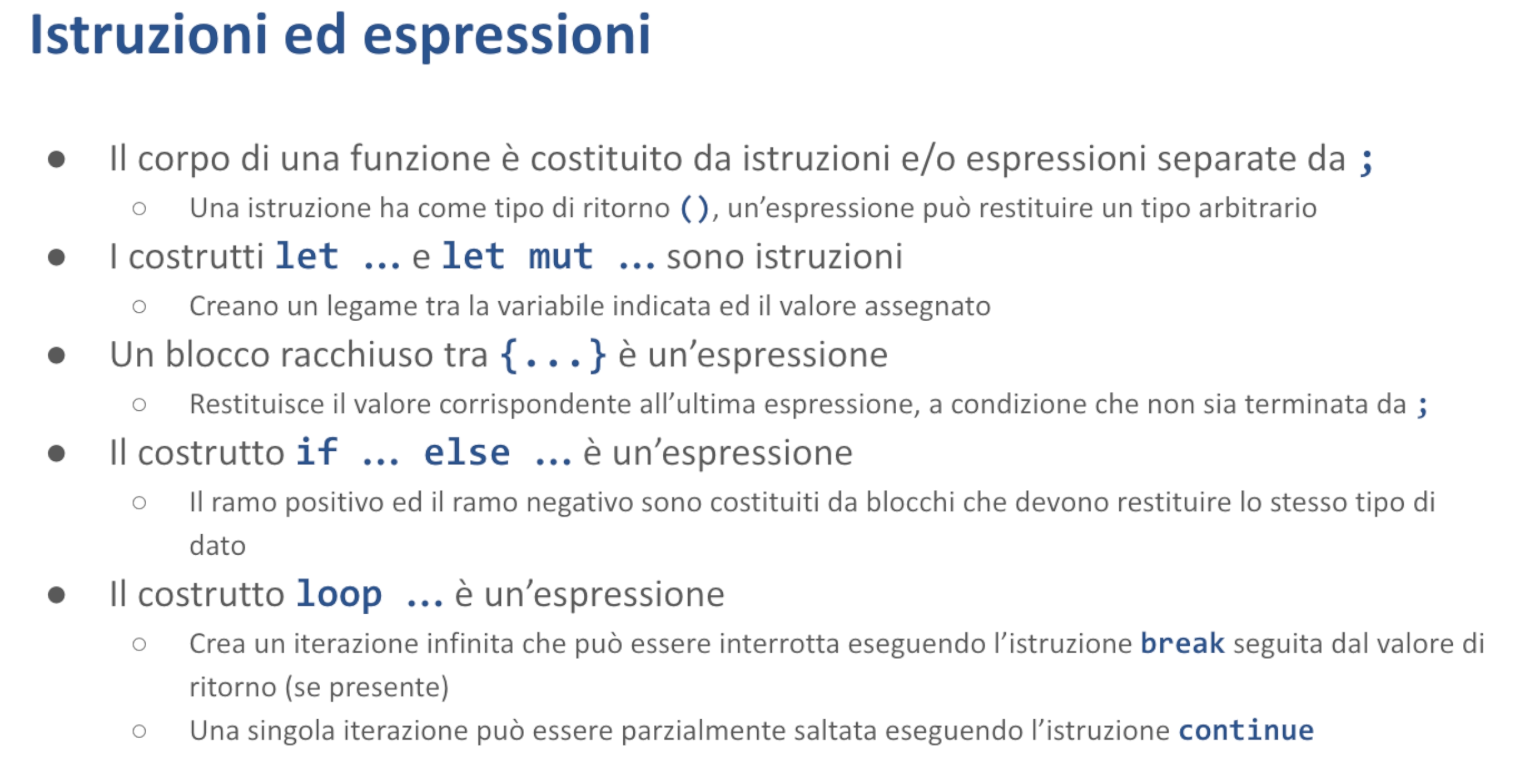 Istruzioni ed espressioni
● Il corpo di una funzione è costituito da istruzioni e/o espressioni separate da ;
○ Una istruzione ha come tipo di ritorno (), un’espressione può restituire un tipo arbitrario
● I costrutti let ... e let mut ... sono istruzioni
○ Creano un legame tra la variabile indicata ed il valore assegnato
● Un blocco racchiuso tra {...} è un’espressione
○ Restituisce il valore corrispondente all’ultima espressione, a condizione che non sia terminata da ;
● Il costrutto if ... else ... è un’espressione
○ Il ramo positivo ed il ramo negativo sono costituiti da blocchi che devono restituire lo stesso tipo di
dato
● Il costrutto loop ... è un’espressione
○ Crea un iterazione infinita che può essere interrotta eseguendo l’istruzione break seguita dal valore di
ritorno (se presente)
○ Una singola iterazione può essere parzialmente saltata eseguendo l’istruzione continue